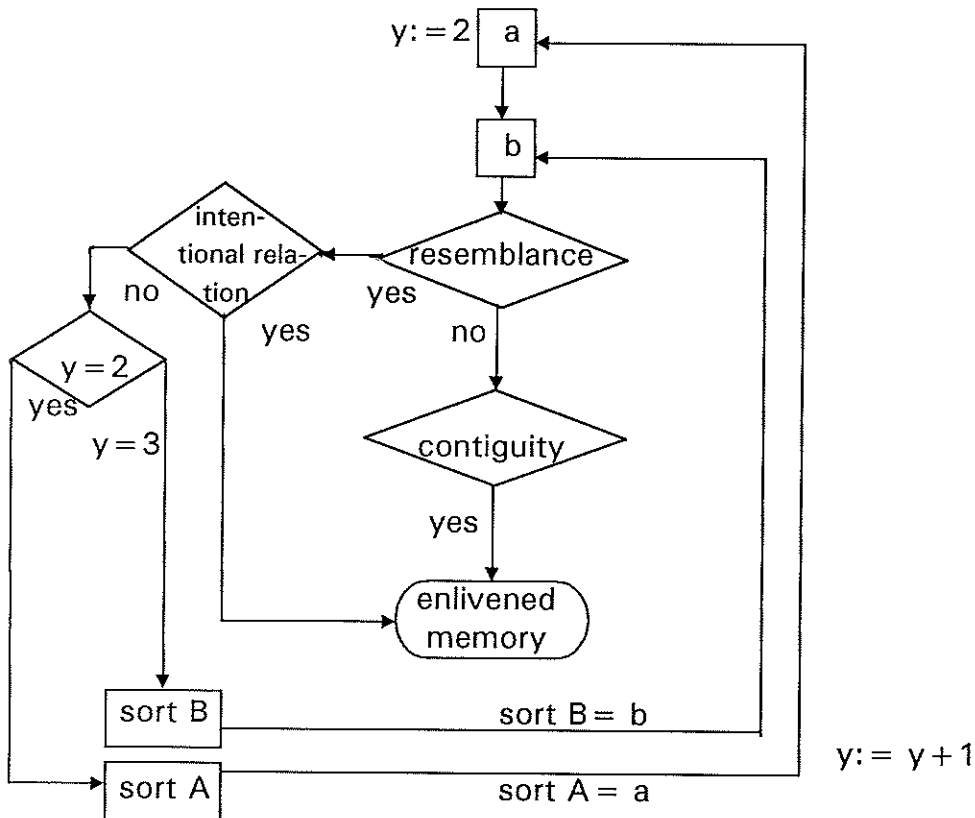 y:=2
a
b
inten-
tional rela-
tion
resemblance
no
yes
yes
no
y=2
yes
y=3
contiguity
yes
enlivened
memory
sort B
sort B= b
y:= y+1
sort A
sort A= a